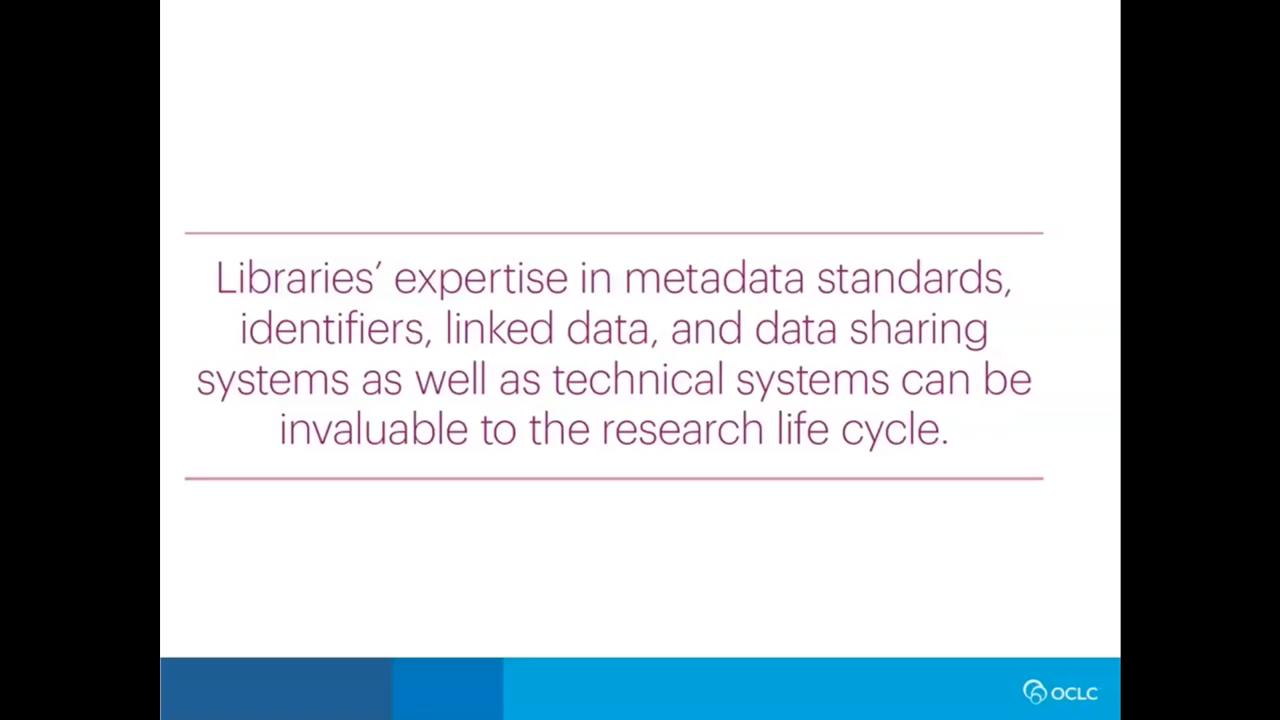 Libraries’ expertise in metadata standards,
identifiers, linked data, and data sharing
systems as well as technical systems can be
invaluable to the research life cycle.
OCLC